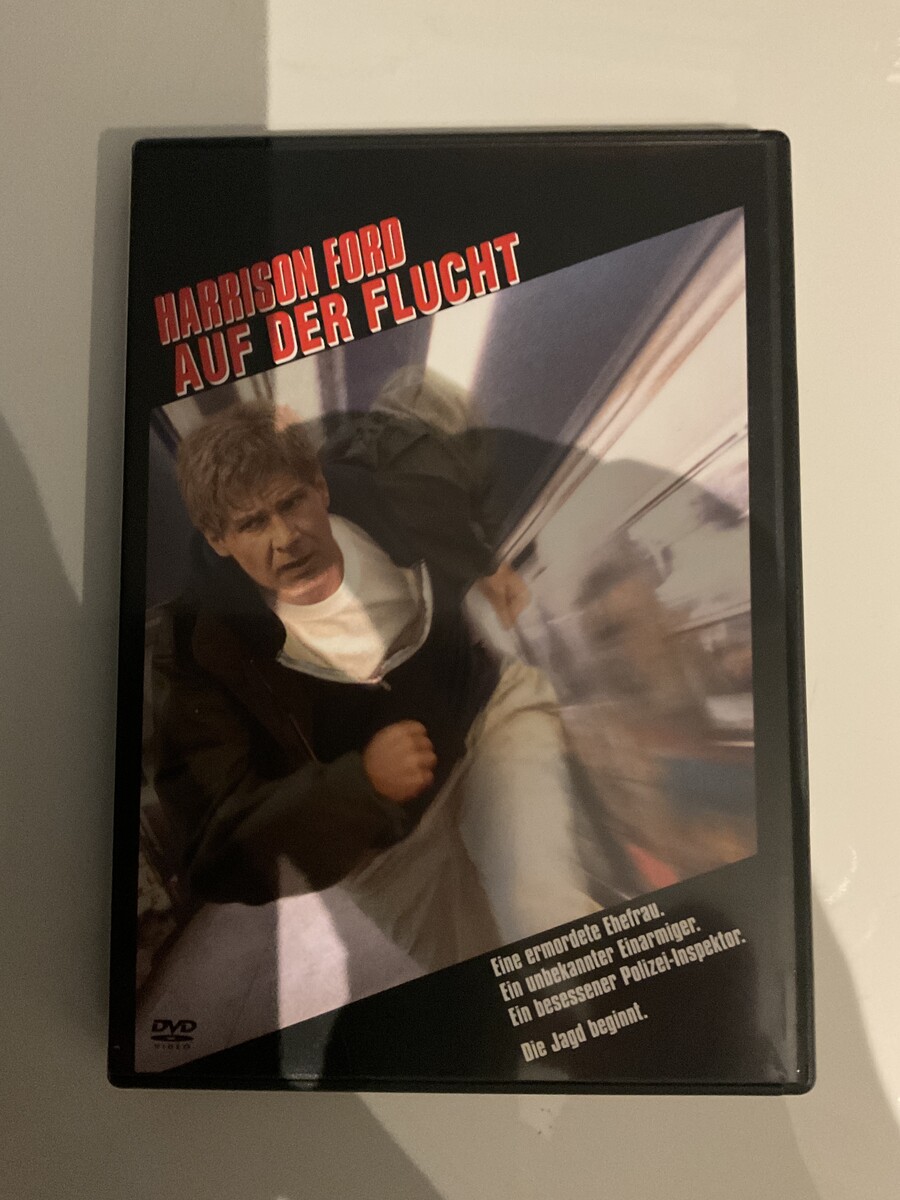 HARRISON FORD
AUF DER FLUCHT
Eine ermordete Ehefrau.
Ein unbekannter Einarmiger.
Ein besessener Polizei-Inspektor.
Die Jagd beginnt.
DVD
VIDEO